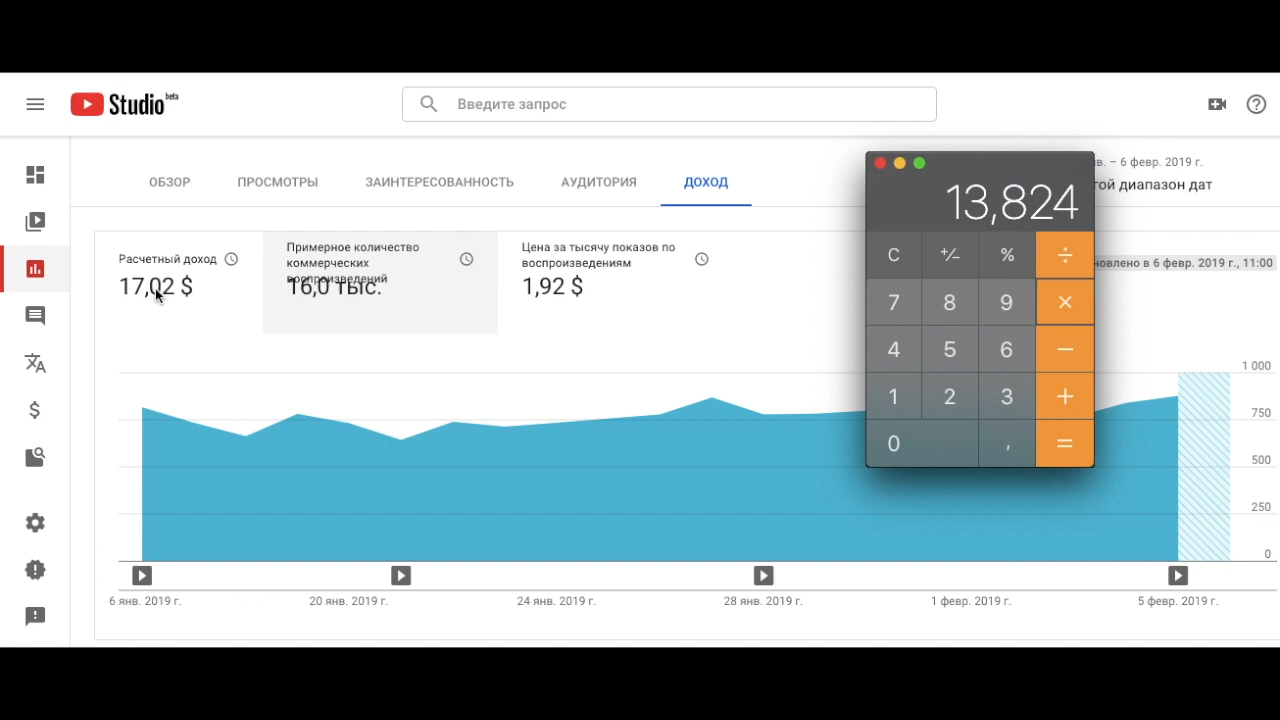 Studio beta
Введите запрос
– 6 февр. 2019 г.
ОБЗОР ПРОСМОТРЫ ЗАИНТЕРЕСОВАННОСТЬ АУДИТОРИЯ ДОХОД
диапазон дат
13,824
Расчетный доход
17,02 $
Примерное количество
коммерческих
воспроизведений
16,0 тыс.
Цена за тысячу показов по
воспроизведениям
1,92 $
в 6 февр. 2019 г., 11:00
C +/− % ÷
7 8 9 ×
4 5 6 −
1 2 3 +
0 , =
1 000
750
500
250
0
6 янв. 2019 г. 20 янв. 2019 г. 24 янв. 2019 г. 28 янв. 2019 г. 1 февр. 2019 г. 5 февр. 2019 г.